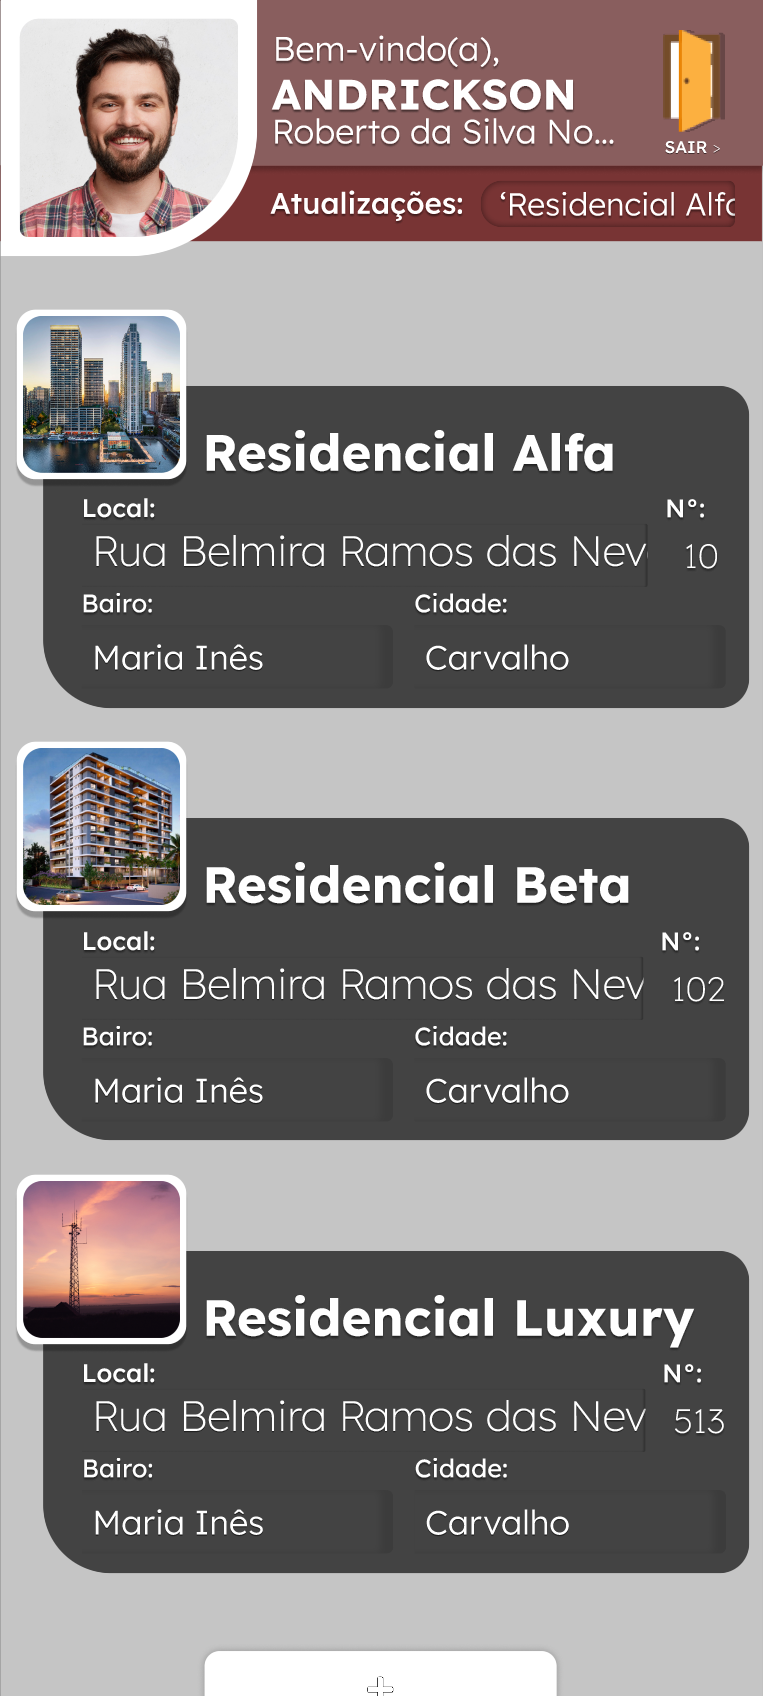 Bem-vindo(a),
ANDRICKSON
Roberto da Silva No...
SAIR >
Atualizações: ‘Residencial Alfa
Residencial Alfa
Local: N°:
Rua Belmira Ramos das Neve 10
Bairo: Cidade:
Maria Inês Carvalho
Residencial Beta
Local: N°:
Rua Belmira Ramos das Nev 102
Bairo: Cidade:
Maria Inês Carvalho
Residencial Luxury
Local: N°:
Rua Belmira Ramos das Nev 513
Bairo: Cidade:
Maria Inês Carvalho